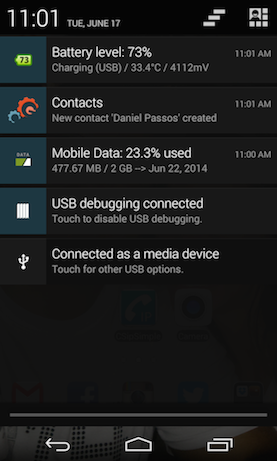 11:01 TUE, JUNE 17
73
Battery level: 73%
11:01 AM
Charging (USB) / 33.4°C / 4112mV
Contacts
11:01 AM
New contact 'Daniel Passos' created
DATA
Mobile Data: 23.3% used
11:00 AM
477.67 MB / 2 GB --> Jun 22, 2014
USB debugging connected
Touch to disable USB debugging.
Connected as a media device
Touch for other USB options.